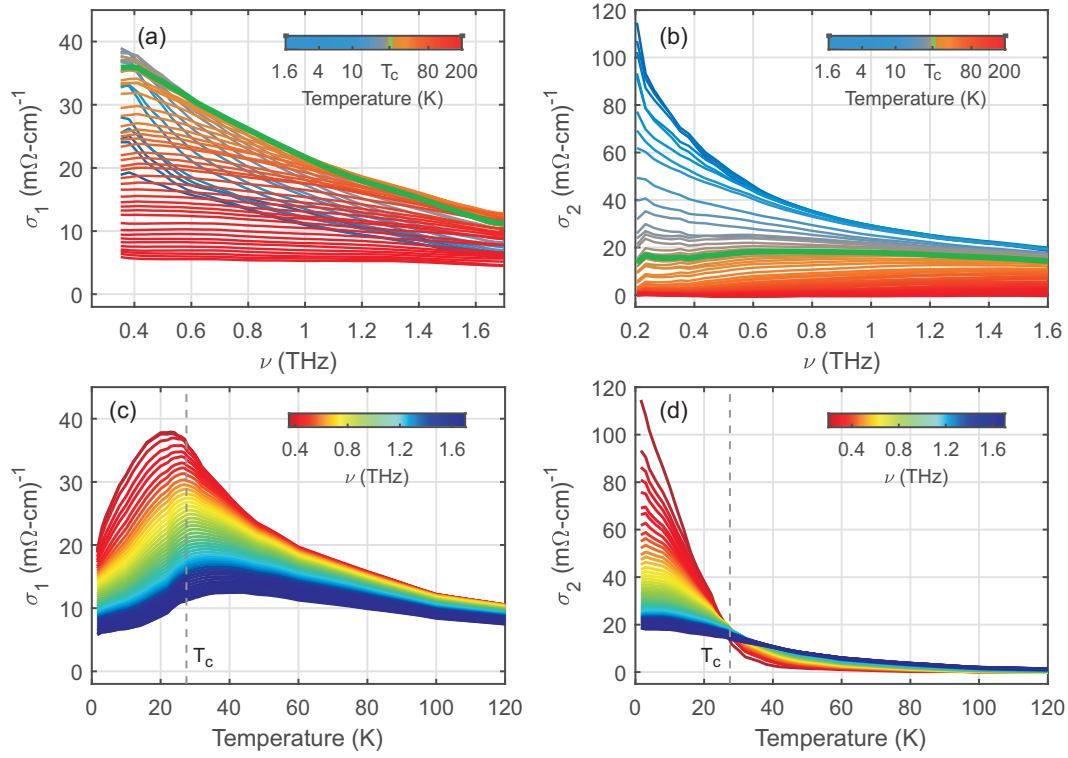 (a)
1.6 4 10 Tc 80 200
Temperature (K)
40
30
20
10
0
σ1 (mΩ-cm)-1
0.4 0.6 0.8 1 1.2 1.4 1.6
ν (THz)
(b)
1.6 4 10 Tc 80 200
Temperature (K)
120
100
80
60
40
20
0
σ2 (mΩ-cm)-1
0.2 0.4 0.6 0.8 1 1.2 1.4 1.6
ν (THz)
(c)
0.4 0.8 1.2 1.6
ν (THz)
40
30
20
10
0
σ1 (mΩ-cm)-1
Tc
0 20 40 60 80 100 120
Temperature (K)
(d)
0.4 0.8 1.2 1.6
ν (THz)
120
100
80
60
40
20
0
σ2 (mΩ-cm)-1
Tc
0 20 40 60 80 100 120
Temperature (K)